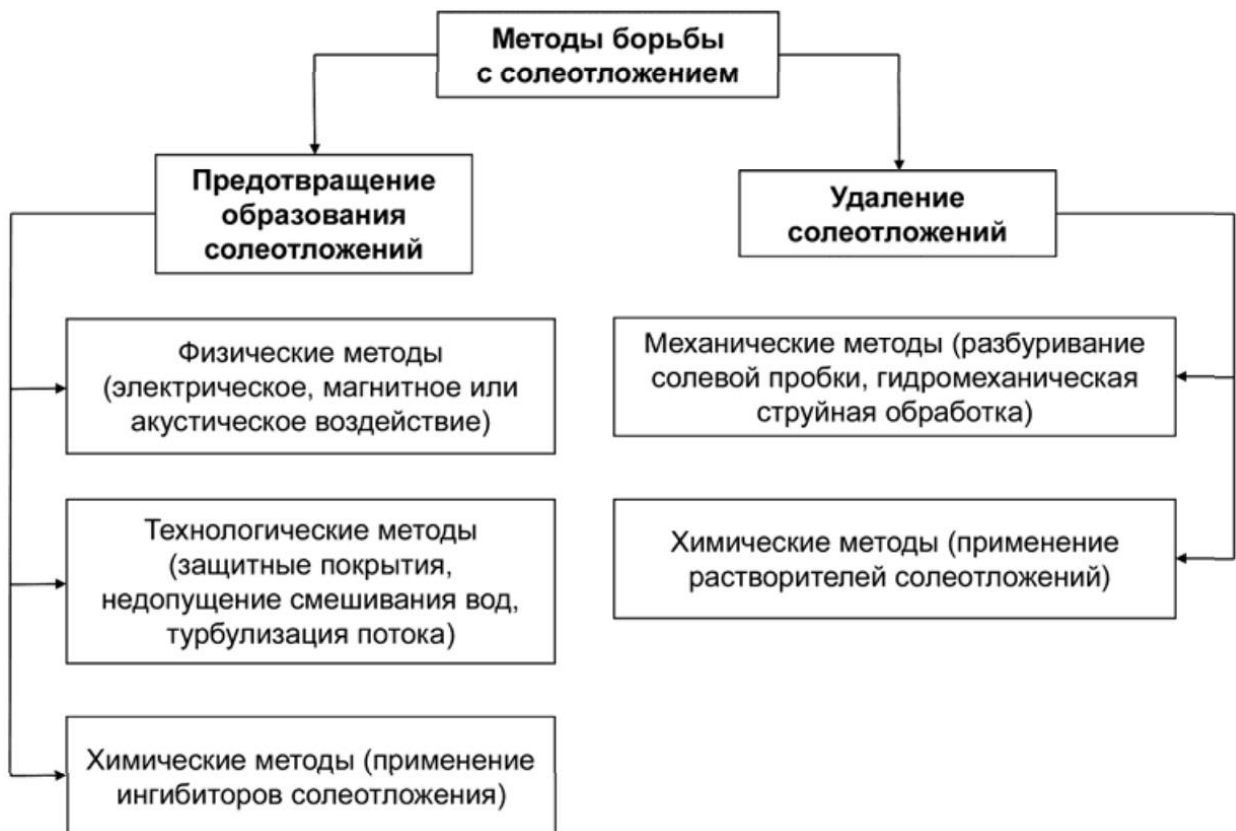 Методы борьбы
с солеотложением
Предотвращение
образования
солеотложений
Удаление
солеотложений
Физические методы
(электрическое, магнитное или
акустическое воздействие)
Механические методы (разбуривание
солевой пробки, гидромеханическая
струйная обработка)
Технологические методы
(защитные покрытия,
недопущение смешивания вод,
турбулизация потока)
Химические методы (применение
растворителей солеотложений)
Химические методы (применение
ингибиторов солеотложения)